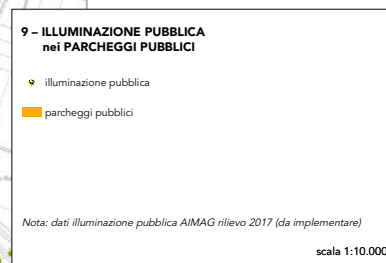 9 – ILLUMINAZIONE PUBBLICA
nei PARCHEGGI PUBBLICI
illuminazione pubblica
parcheggi pubblici
Nota: dati illuminazione pubblica AIMAG rilievo 2017 (da implementare)
scala 1:10.000